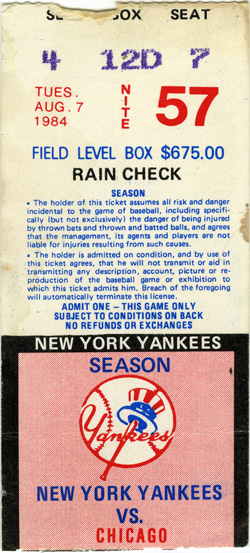 SEC BOX SEAT
4 12D 7
TUES.
AUG. 7
1984
NITE
57
FIELD LEVEL BOX $675.00
RAIN CHECK
SEASON
• The holder of this ticket assumes all risk and danger
incidental to the game of baseball, including specifi-
cally (but not exclusively) the danger of being injured
by thrown bats and thrown and batted balls, and agrees
that the management, its agents and players are not
liable for injuries resulting from such causes.
• The holder is admitted on condition, and by use of
this ticket agrees, that he will not transmit or aid in
transmitting any description, account, picture or re-
production of the baseball game or exhibition to
which this ticket admits him. Breach of the foregoing
will automatically terminate this license.
ADMIT ONE – THIS GAME ONLY
SUBJECT TO CONDITIONS ON BACK
NO REFUNDS OR EXCHANGES
NEW YORK YANKEES
SEASON
Yankees
NEW YORK YANKEES
VS.
CHICAGO